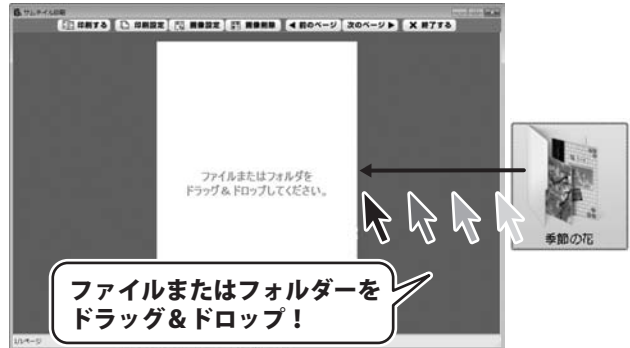 サムネイル印刷
印刷する 印刷設定 画像設定 画像削除 ◀ 前のページ 次のページ ▶ ✕ 終了する
ファイルまたはフォルダを
ドラッグ&ドロップしてください。
季節の花
ファイルまたはフォルダーを
ドラッグ&ドロップ!
1/1ページ